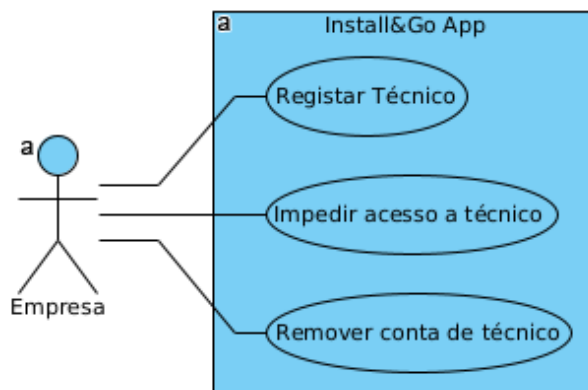 a
Install&Go App
Registar Técnico
a
Impedir acesso a técnico
Empresa
Remover conta de técnico